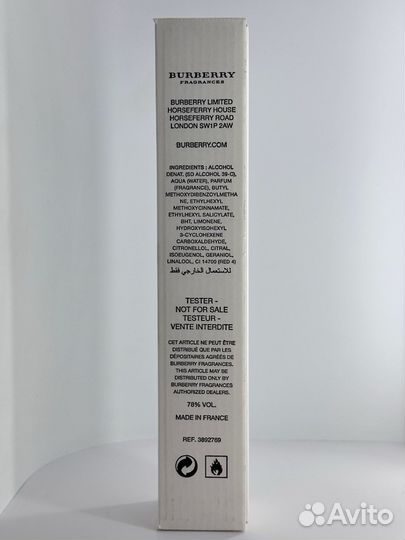 BURBERRY
FRAGRANCES
BURBERRY LIMITED
HORSEFERRY HOUSE
HORSEFERRY ROAD
LONDON SW1P 2AW
BURBERRY.COM
INGREDIENTS : ALCOHOL
DENAT. (SD ALCOHOL 39-C),
AQUA (WATER), PARFUM
(FRAGRANCE), BUTYL
METHOXYDIBENZOYLMETHA
NE, ETHYLHEXYL
METHOXYCINNAMATE,
ETHYLHEXYL SALICYLATE,
BHT, LIMONENE,
HYDROXYISOHEXYL
3-CYCLOHEXENE
CARBOXALDEHYDE,
CITRONELLOL, CITRAL,
ISOEUGENOL, GERANIOL,
LINALOOL, CI 14700 (RED 4)
للاستعمال الخارجي فقط
TESTER -
NOT FOR SALE
TESTEUR -
VENTE INTERDITE
CET ARTICLE NE PEUT ÊTRE
DISTRIBUÉ QUE PAR LES
DÉPOSITAIRES AGRÉÉS DE
BURBERRY FRAGRANCES.
THIS ARTICLE MAY BE
DISTRIBUTED ONLY BY
BURBERRY FRAGRANCES
AUTHORIZED DEALERS.
78% VOL.
MADE IN FRANCE
REF. 3892769
Avito